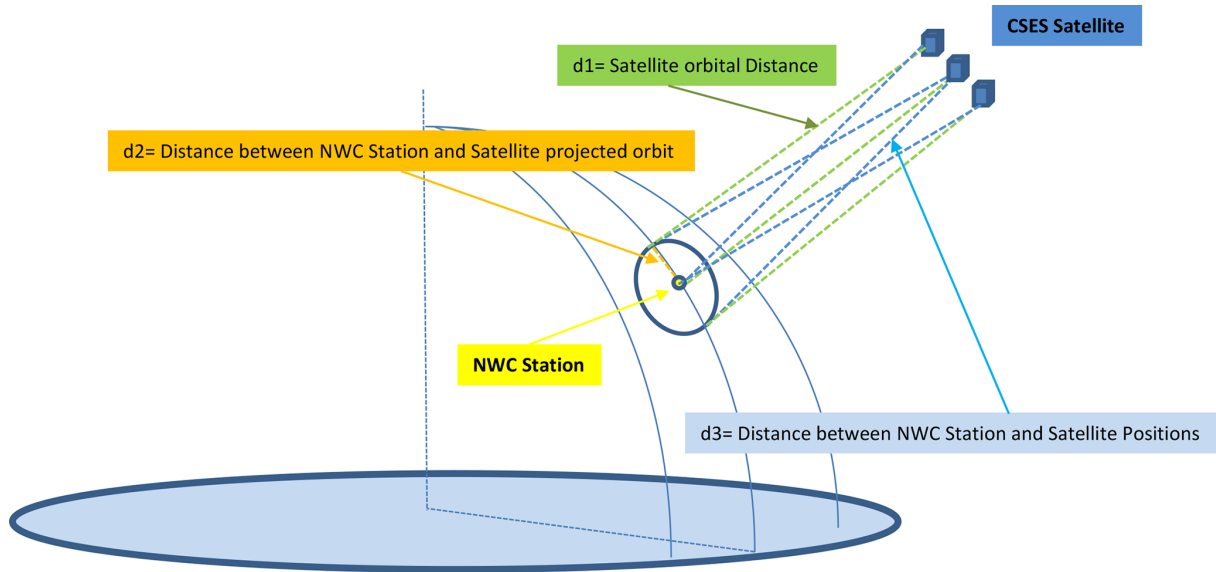 CSES Satellite
d1= Satellite orbital Distance
d2= Distance between NWC Station and Satellite projected orbit
NWC Station
d3= Distance between NWC Station and Satellite Positions